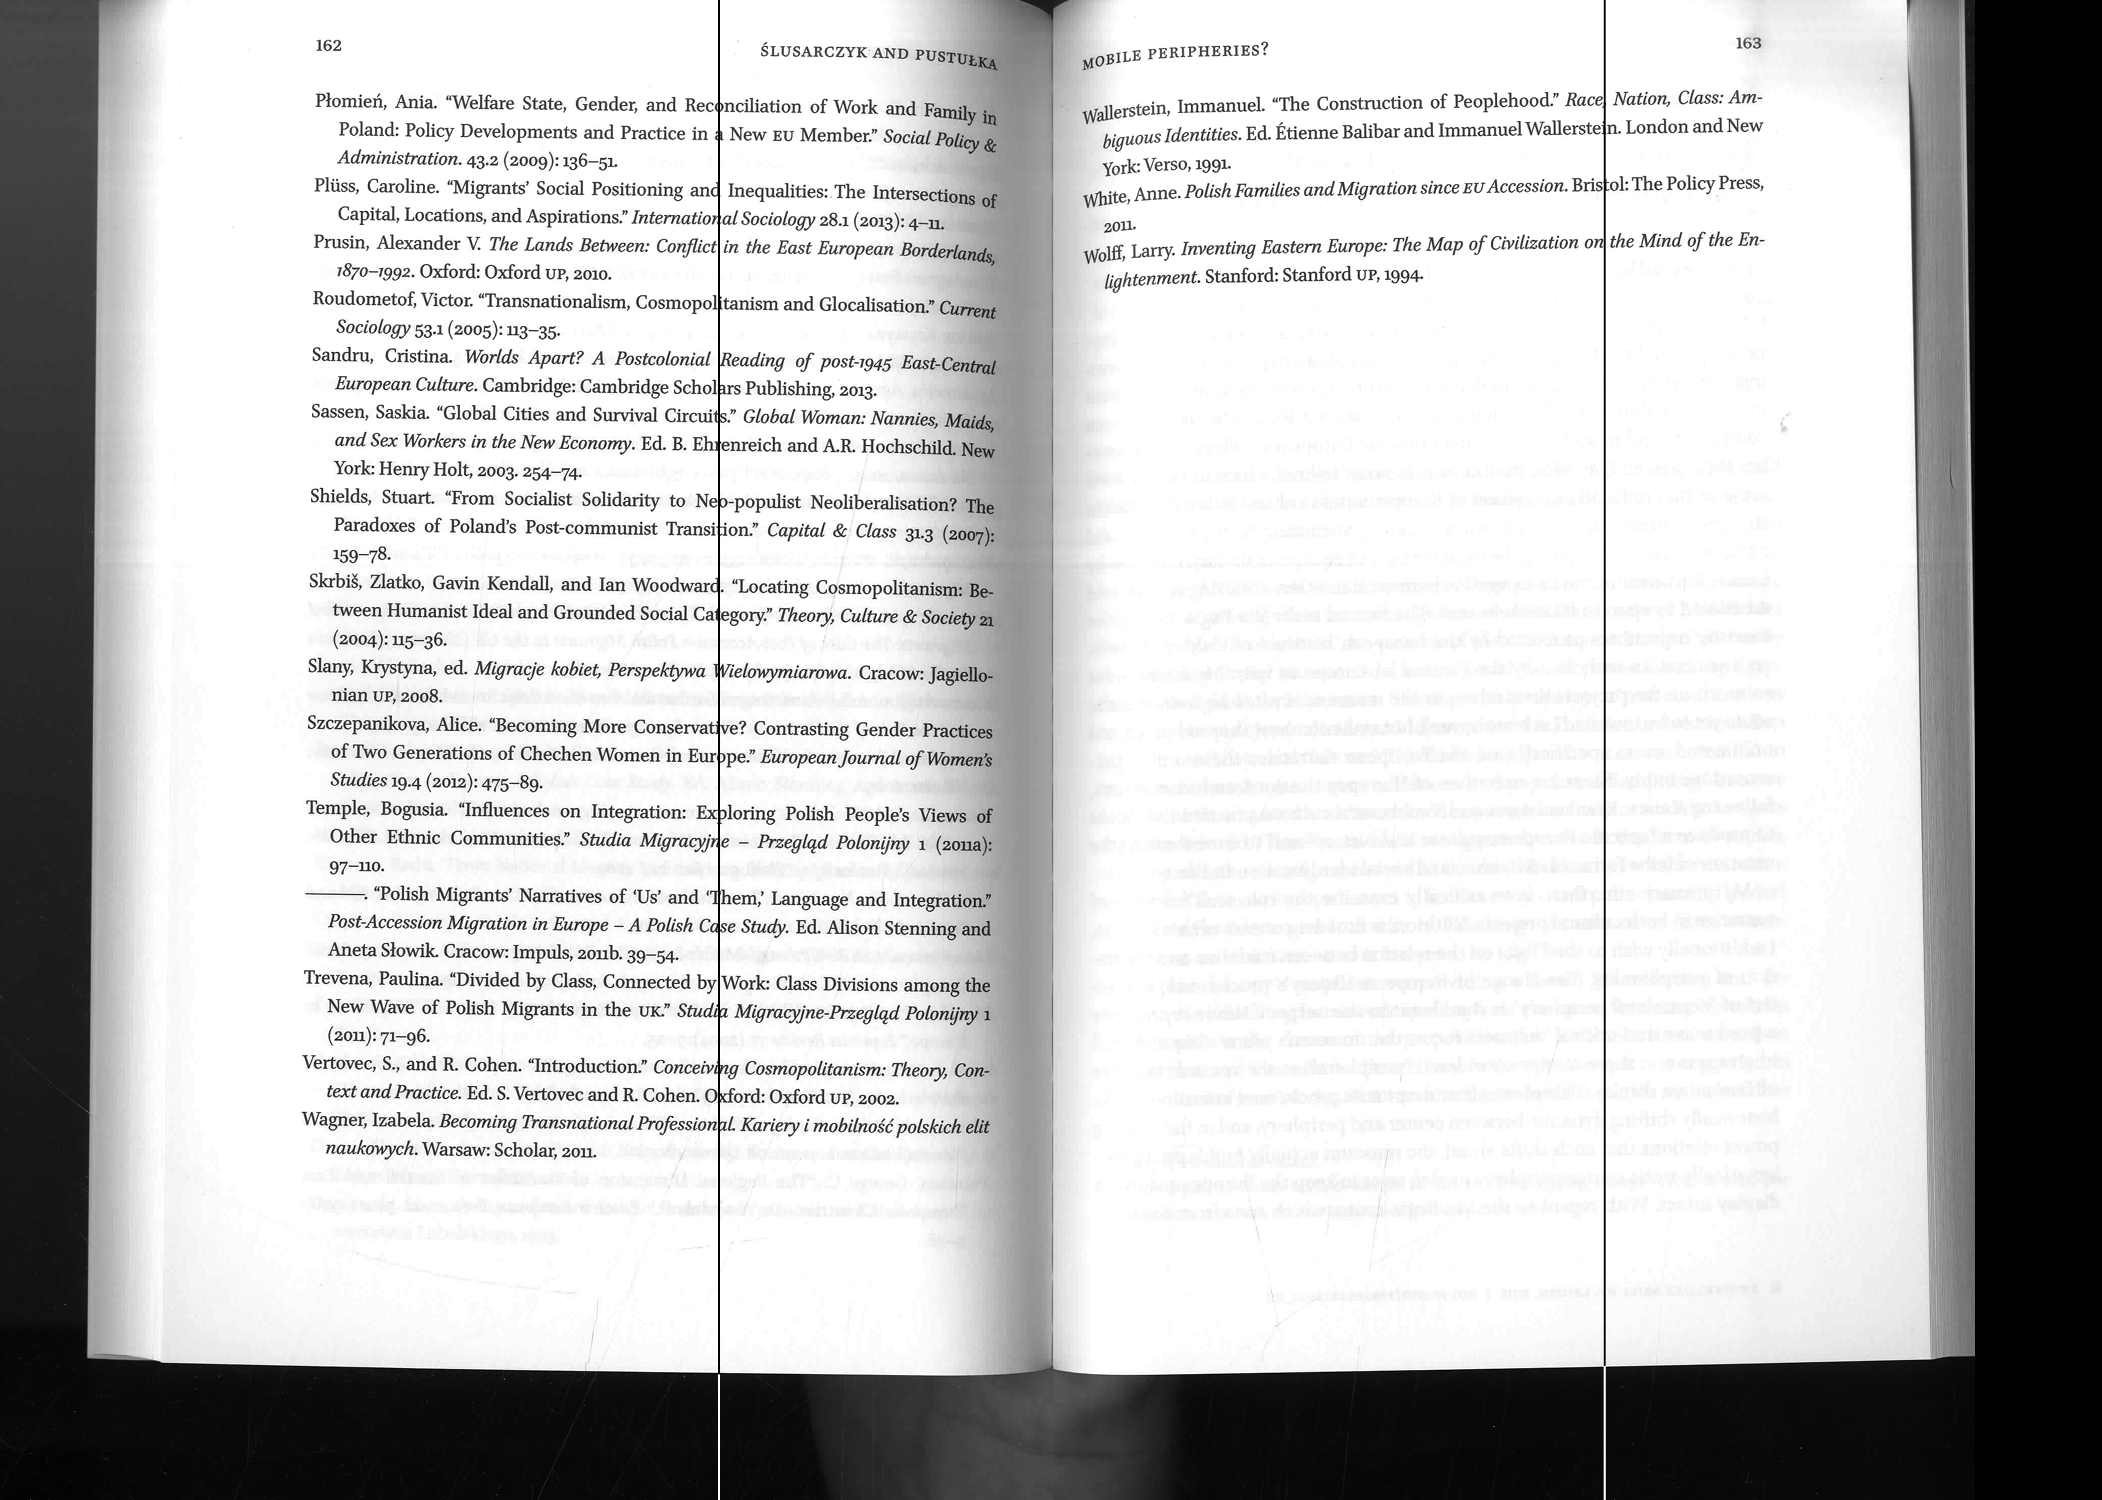 162
ŚLUSARCZYK AND PUSTUŁKA
Płomień, Ania. “Welfare State, Gender, and Reconciliation of Work and Family in
Poland: Policy Developments and Practice in a New EU Member.” Social Policy &
Administration. 43.2 (2009): 136–51.
Plüss, Caroline. “Migrants’ Social Positioning and Inequalities: The Intersections of
Capital, Locations, and Aspirations.” International Sociology 28.1 (2013): 4–11.
Prusin, Alexander V. The Lands Between: Conflict in the East European Borderlands,
1870–1992. Oxford: Oxford UP, 2010.
Roudometof, Victor. “Transnationalism, Cosmopolitanism and Glocalisation.” Current
Sociology 53.1 (2005): 113–35.
Sandru, Cristina. Worlds Apart? A Postcolonial Reading of post-1945 East-Central
European Culture. Cambridge: Cambridge Scholars Publishing, 2013.
Sassen, Saskia. “Global Cities and Survival Circuits.” Global Woman: Nannies, Maids,
and Sex Workers in the New Economy. Ed. B. Ehrenreich and A.R. Hochschild. New
York: Henry Holt, 2003. 254–74.
Shields, Stuart. “From Socialist Solidarity to Neo-populist Neoliberalisation? The
Paradoxes of Poland’s Post-communist Transition.” Capital & Class 31.3 (2007):
159–78.
Skrbiš, Zlatko, Gavin Kendall, and Ian Woodward. “Locating Cosmopolitanism: Be-
tween Humanist Ideal and Grounded Social Category.” Theory, Culture & Society 21
(2004): 115–36.
Slany, Krystyna, ed. Migracje kobiet, Perspektywa Wielowymiarowa. Cracow: Jagiello-
nian UP, 2008.
Szczepanikova, Alice. “Becoming More Conservative? Contrasting Gender Practices
of Two Generations of Chechen Women in Europe.” European Journal of Women’s
Studies 19.4 (2012): 475–89.
Temple, Bogusia. “Influences on Integration: Exploring Polish People’s Views of
Other Ethnic Communities.” Studia Migracyjne – Przegląd Polonijny 1 (2011a):
97–110.
———. “Polish Migrants’ Narratives of ‘Us’ and ‘Them,’ Language and Integration.”
Post-Accession Migration in Europe – A Polish Case Study. Ed. Alison Stenning and
Aneta Słowik. Cracow: Impuls, 2011b. 39–54.
Trevena, Paulina. “Divided by Class, Connected by Work: Class Divisions among the
New Wave of Polish Migrants in the UK.” Studia Migracyjne-Przegląd Polonijny 1
(2011): 71–96.
Vertovec, S., and R. Cohen. “Introduction.” Conceiving Cosmopolitanism: Theory, Con-
text and Practice. Ed. S. Vertovec and R. Cohen. Oxford: Oxford UP, 2002.
Wagner, Izabela. Becoming Transnational Professional. Kariery i mobilność polskich elit
naukowych. Warsaw: Scholar, 2011.
MOBILE PERIPHERIES?
163
Wallerstein, Immanuel. “The Construction of Peoplehood.” Race, Nation, Class: Am-
biguous Identities. Ed. Étienne Balibar and Immanuel Wallerstein. London and New
York: Verso, 1991.
White, Anne. Polish Families and Migration since EU Accession. Bristol: The Policy Press,
2011.
Wolff, Larry. Inventing Eastern Europe: The Map of Civilization on the Mind of the En-
lightenment. Stanford: Stanford UP, 1994.